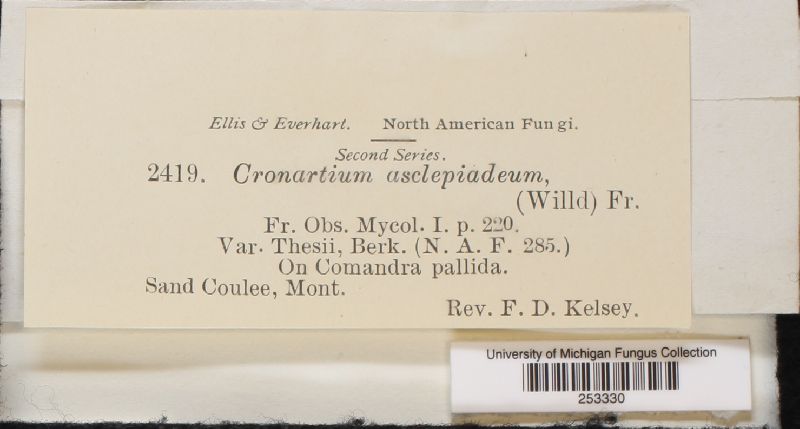 Ellis & Everhart. North American Fungi.
Second Series.
2419. Cronartium asclepiadeum,
(Willd) Fr.
Fr. Obs. Mycol. I. p. 220.
Var. Thesii, Berk. (N. A. F. 285.)
On Comandra pallida.
Sand Coulee, Mont.
Rev. F. D. Kelsey.
University of Michigan Fungus Collection
253330